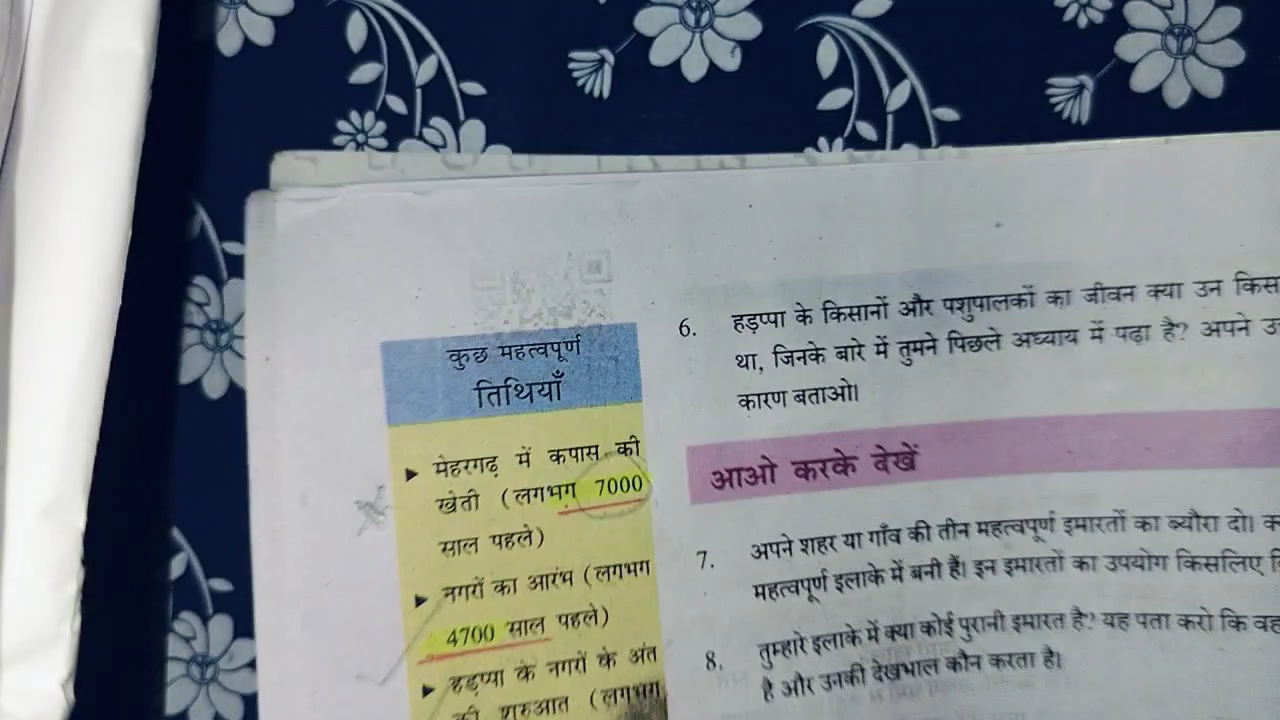 कुछ महत्वपूर्ण
तिथियाँ
▶ मेहरगढ़ में कपास की
खेती (लगभग 7000
साल पहले)
▶ नगरों का आरंभ (लगभग
4700 साल पहले)
▶ हड़प्पा के नगरों के अंत
की शुरुआत (लगभग
6. हड़प्पा के किसानों और पशुपालकों का जीवन क्या उन किस
था, जिनके बारे में तुमने पिछले अध्याय में पढ़ा है? अपने उ
कारण बताओ।
आओ करके देखें
7. अपने शहर या गाँव की तीन महत्वपूर्ण इमारतों का ब्यौरा दो। क
महत्वपूर्ण इलाके में बनी हैं। इन इमारतों का उपयोग किसलिए
8. तुम्हारे इलाके में क्या कोई पुरानी इमारत है? यह पता करो कि वह
है और उनकी देखभाल कौन करता है।